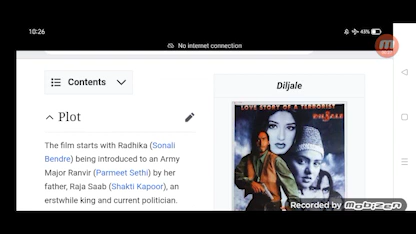 10:26
43%
No internet connection
Contents
Diljale
Plot
LOVE STORY OF A TERRORIST
DILJALE
The film starts with Radhika (Sonali
Bendre) being introduced to an Army
Major Ranvir (Parmeet Sethi) by her
father, Raja Saab (Shakti Kapoor), an
erstwhile king and current politician.
Recorded by mobizen